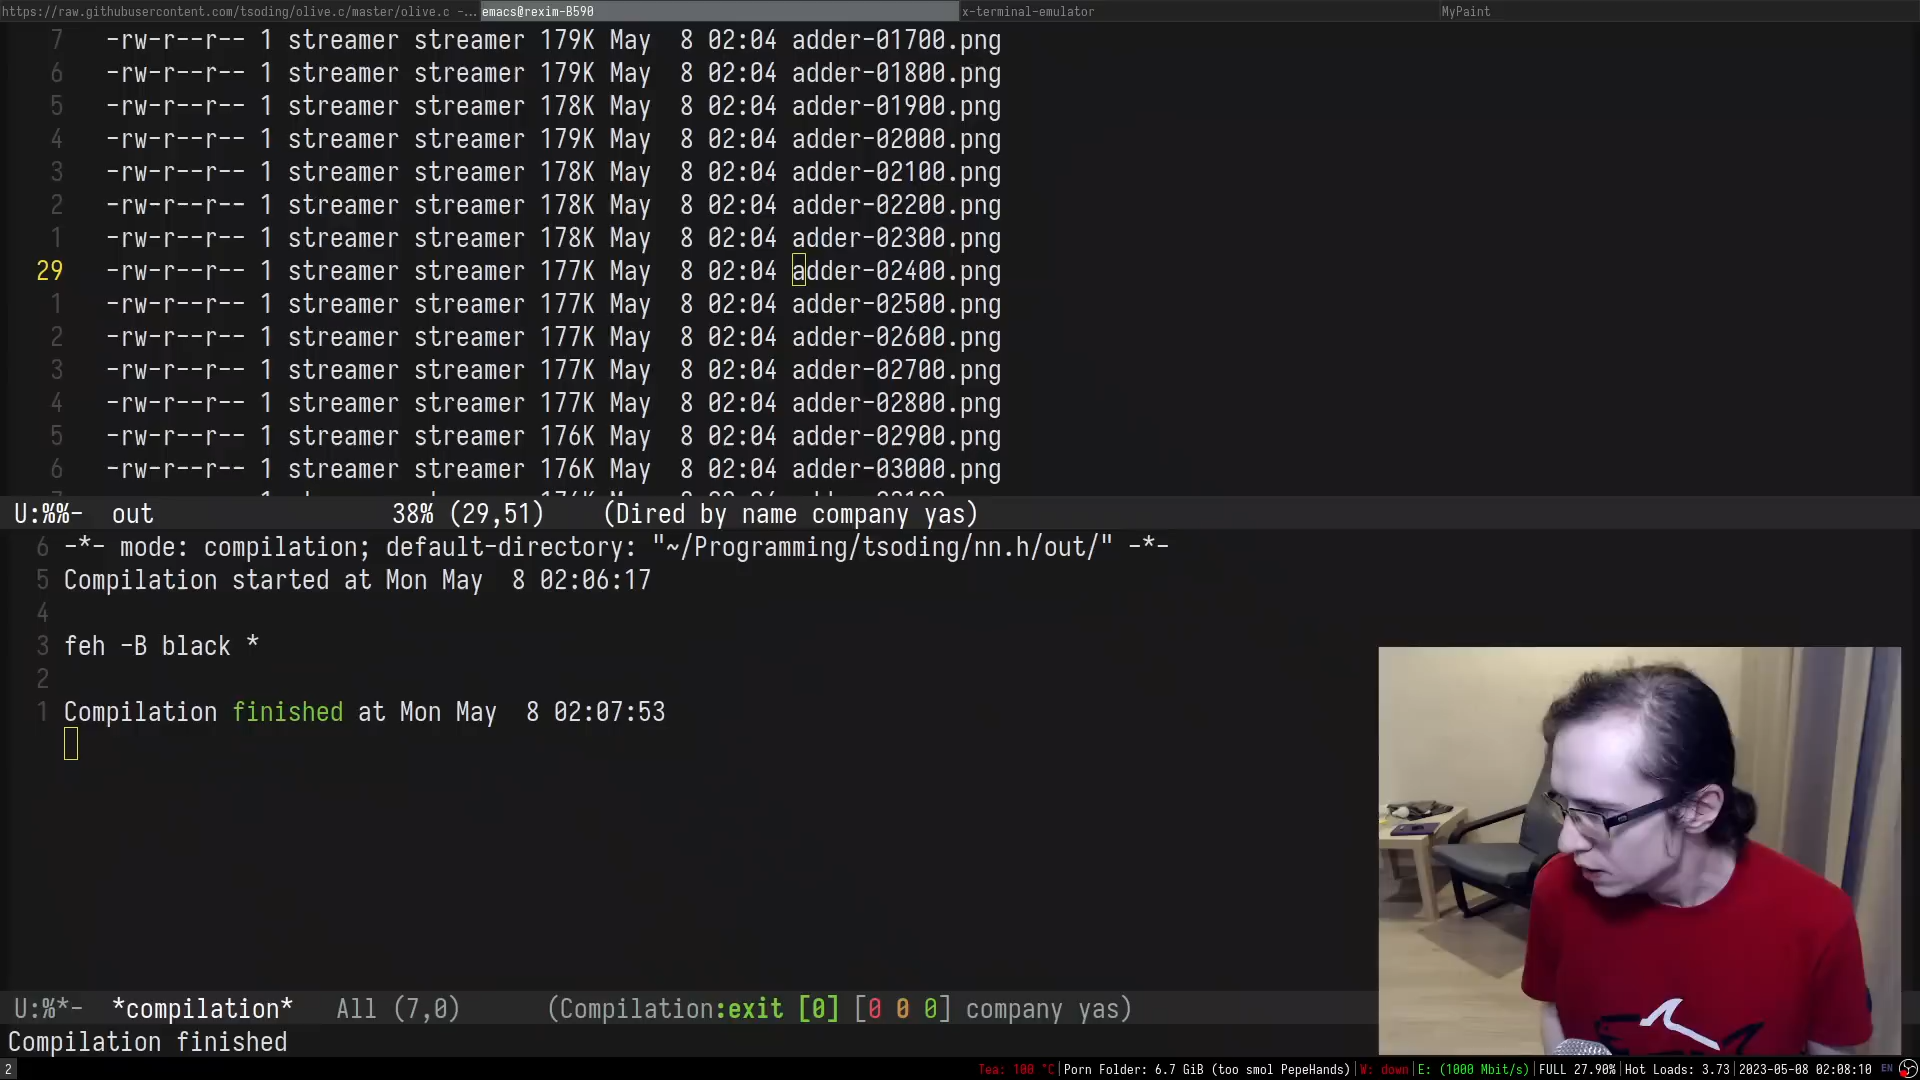 https://raw.githubusercontent.com/tsoding/olive.c/master/olive.c -... emacs@rexim-B590 x-terminal-emulator MyPaint
7 -rw-r--r-- 1 streamer streamer 179K May  8 02:04 adder-01700.png
6 -rw-r--r-- 1 streamer streamer 179K May  8 02:04 adder-01800.png
5 -rw-r--r-- 1 streamer streamer 178K May  8 02:04 adder-01900.png
4 -rw-r--r-- 1 streamer streamer 179K May  8 02:04 adder-02000.png
3 -rw-r--r-- 1 streamer streamer 178K May  8 02:04 adder-02100.png
2 -rw-r--r-- 1 streamer streamer 178K May  8 02:04 adder-02200.png
1 -rw-r--r-- 1 streamer streamer 178K May  8 02:04 adder-02300.png
29 -rw-r--r-- 1 streamer streamer 177K May  8 02:04 adder-02400.png
1 -rw-r--r-- 1 streamer streamer 177K May  8 02:04 adder-02500.png
2 -rw-r--r-- 1 streamer streamer 177K May  8 02:04 adder-02600.png
3 -rw-r--r-- 1 streamer streamer 177K May  8 02:04 adder-02700.png
4 -rw-r--r-- 1 streamer streamer 177K May  8 02:04 adder-02800.png
5 -rw-r--r-- 1 streamer streamer 176K May  8 02:04 adder-02900.png
6 -rw-r--r-- 1 streamer streamer 176K May  8 02:04 adder-03000.png
U:%%- out 38% (29,51) (Dired by name company yas)
6 -*- mode: compilation; default-directory: "~/Programming/tsoding/nn.h/out/" -*-
5 Compilation started at Mon May  8 02:06:17
4
3 feh -B black *
2
1 Compilation finished at Mon May  8 02:07:53
U:%*- *compilation* All (7,0) (Compilation:exit [0] [0 0 0] company yas)
Compilation finished
2 Tea: 100 °C|Porn Folder: 6.7 GiB (too smol PepeHands)|W: down|E: (1000 Mbit/s)|FULL 27.90%|Hot Loads: 3.73|2023-05-08 02:08:10 EN